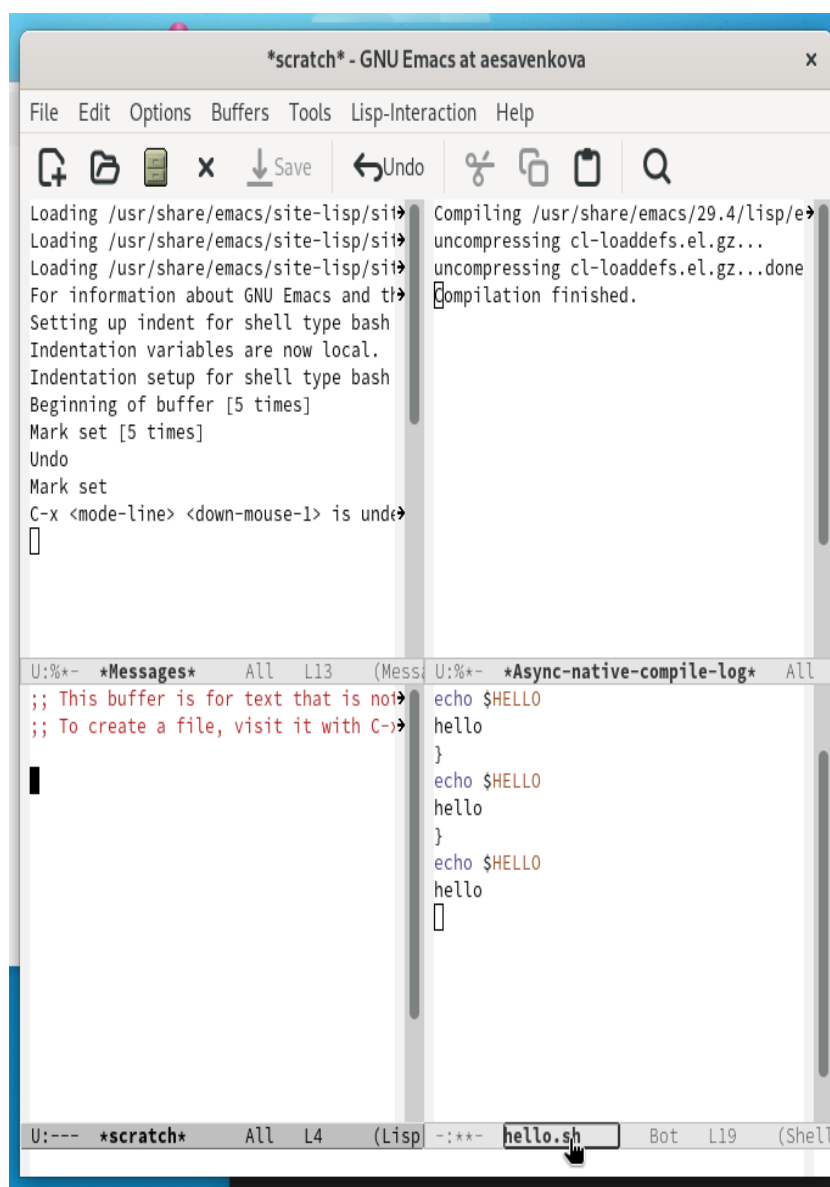 *scratch* - GNU Emacs at aesavenkova
File Edit Options Buffers Tools Lisp-Interaction Help
Save Undo
Loading /usr/share/emacs/site-lisp/sit
Loading /usr/share/emacs/site-lisp/sit
Loading /usr/share/emacs/site-lisp/sit
For information about GNU Emacs and th
Setting up indent for shell type bash
Indentation variables are now local.
Indentation setup for shell type bash
Beginning of buffer [5 times]
Mark set [5 times]
Undo
Mark set
C-x <mode-line> <down-mouse-1> is unde
U:%*- *Messages* All L13 (Mess
Compiling /usr/share/emacs/29.4/lisp/e
uncompressing cl-loaddefs.el.gz...
uncompressing cl-loaddefs.el.gz...done
Compilation finished.
U:%*- *Async-native-compile-log* All
;; This buffer is for text that is not
;; To create a file, visit it with C-x
U:--- *scratch* All L4 (Lisp
echo $HELLO
hello
}
echo $HELLO
hello
}
echo $HELLO
hello
-:**- hello.sh Bot L19 (Shell